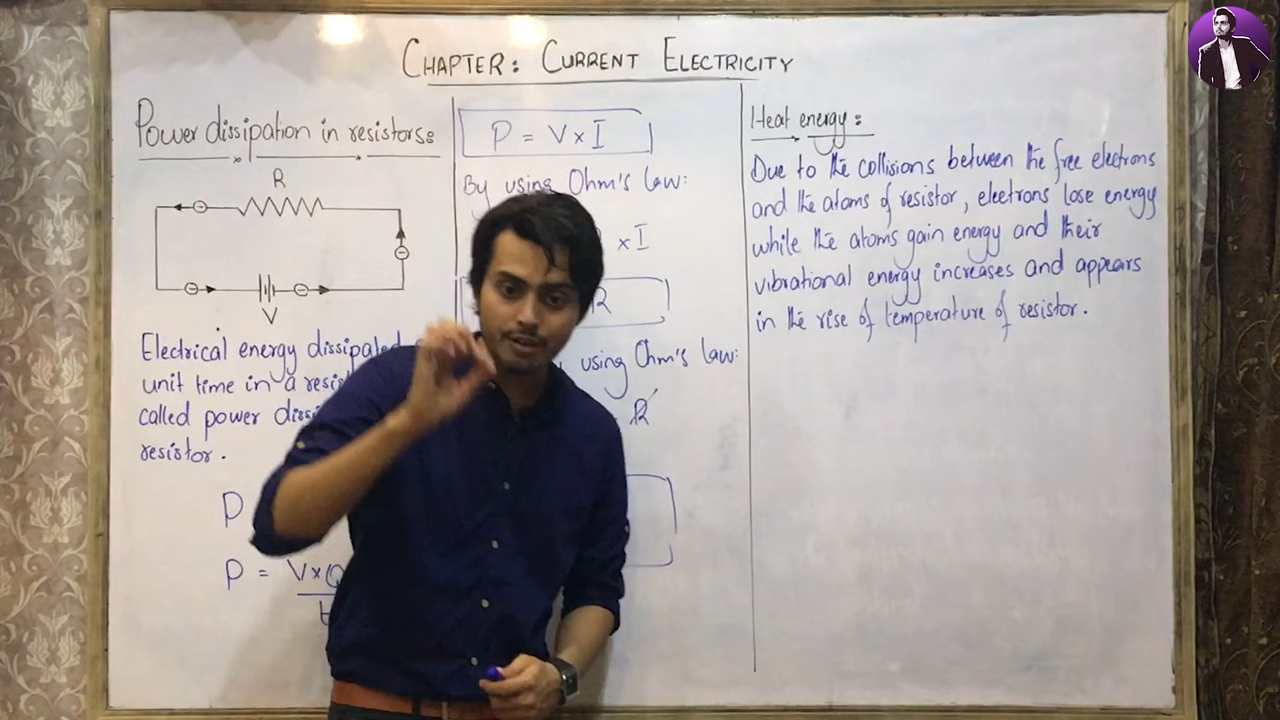 CHAPTER: CURRENT ELECTRICITY
Power dissipation in resistors:
R
V
Electrical energy dissipated
unit time in a
called power
resistor.
P
P = V×Q
t
P = V × I
By using Ohm's law:
× I
R
using Ohm's law:
R
Heat energy:
Due to the collisions between the free electrons
and the atoms of resistor, electrons lose energy
while the atoms gain energy and their
vibrational energy increases and appears
in the rise of temperature of resistor.